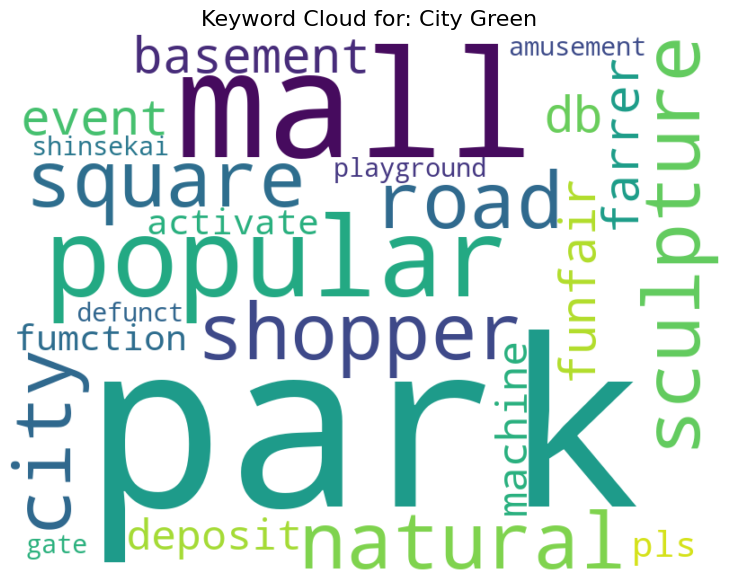 Keyword Cloud for: City Green
basement
amusement
mall
sculpture
farrer
event
db
shinsekai
square
playground
road
activate
funfair
popular
defunct
fumction
shopper
city
park
machine
deposit
natural
gate
pls